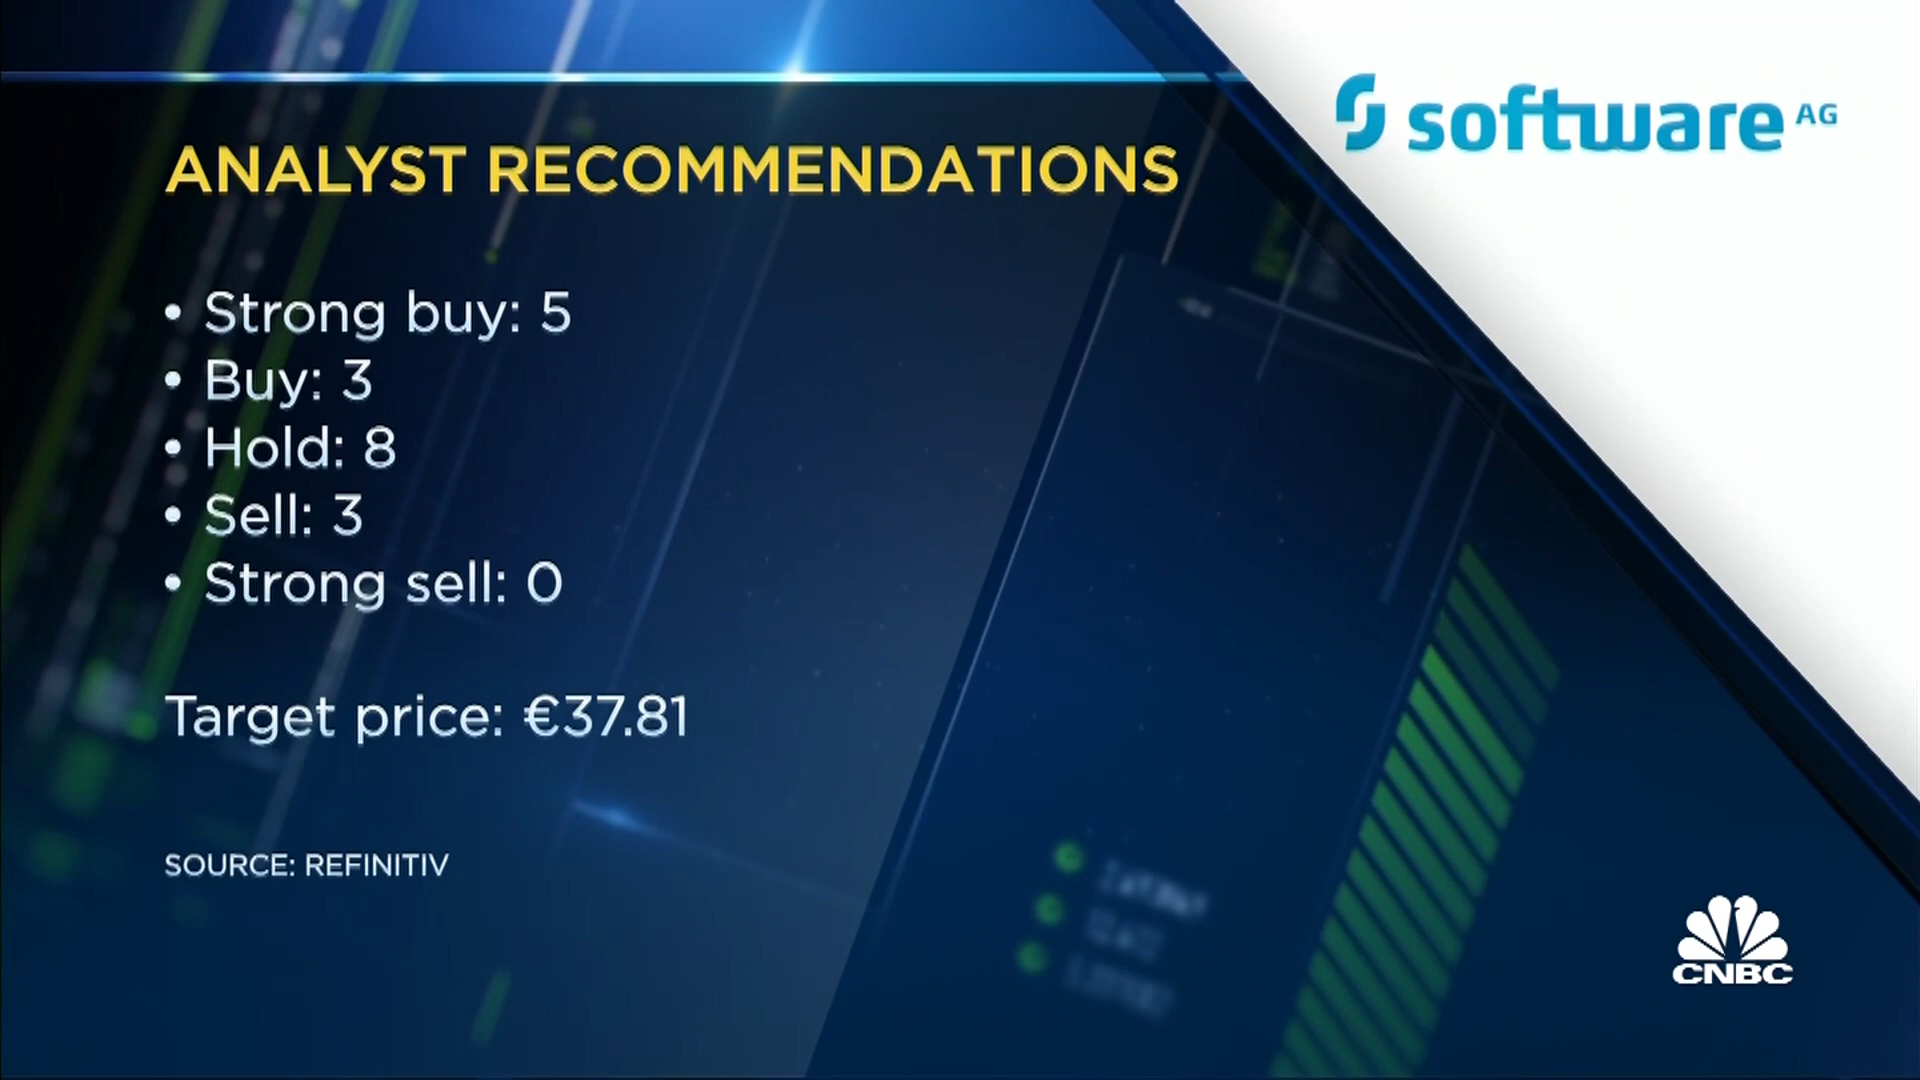 software AG
ANALYST RECOMMENDATIONS
• Strong buy: 5
• Buy: 3
• Hold: 8
• Sell: 3
• Strong sell: 0
Target price: €37.81
SOURCE: REFINITIV
CNBC